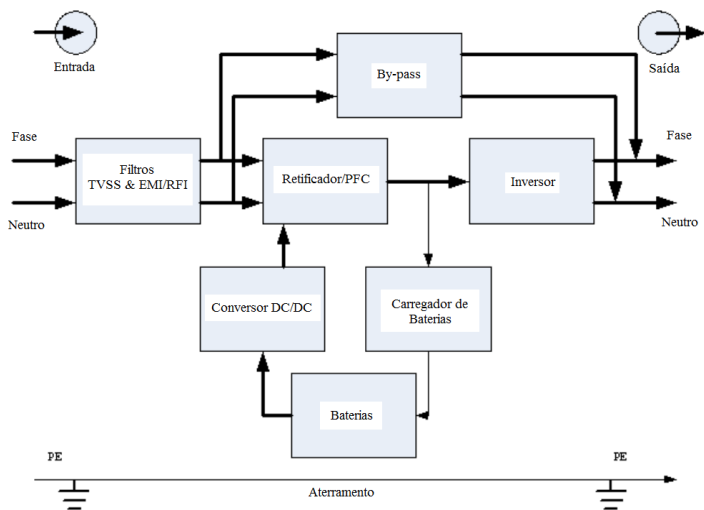 Entrada
By-pass
Saída
Fase
Filtros
TVSS & EMI/RFI
Retificador/PFC
Inversor
Fase
Neutro
Neutro
Conversor DC/DC
Carregador de
Baterias
Baterias
PE
PE
Aterramento